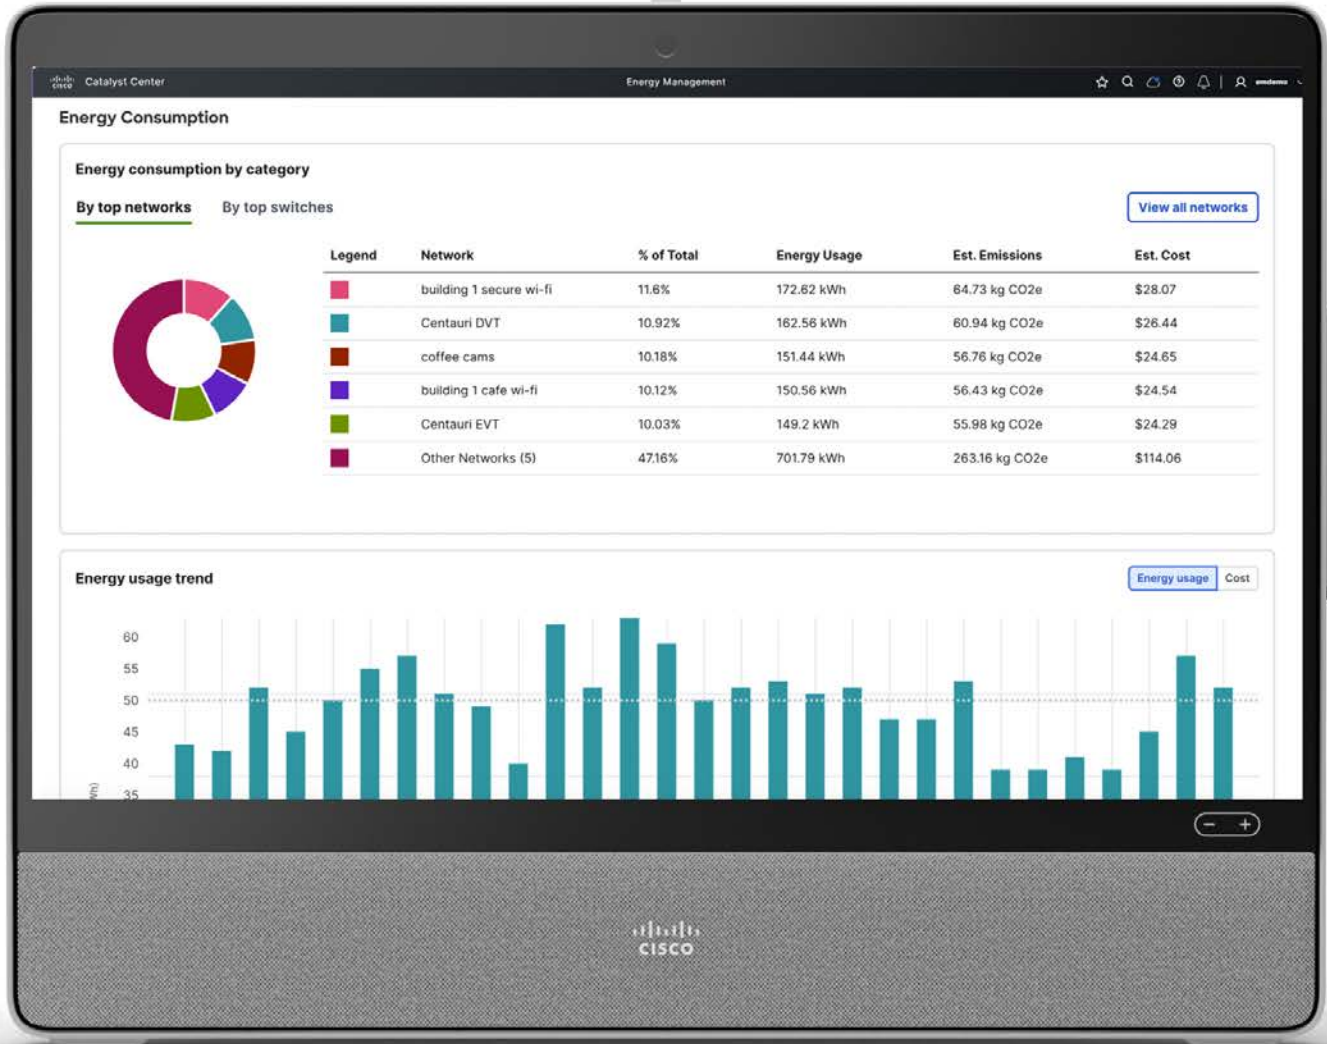 CISCO Catalyst Center Energy Management emdemo
Energy Consumption
Energy consumption by category
By top networks By top switches View all networks
Legend Network % of Total Energy Usage Est. Emissions Est. Cost
building 1 secure wi-fi 11.6% 172.62 kWh 64.73 kg CO2e $28.07
Centauri DVT 10.92% 162.56 kWh 60.94 kg CO2e $26.44
coffee cams 10.18% 151.44 kWh 56.76 kg CO2e $24.65
building 1 cafe wi-fi 10.12% 150.56 kWh 56.43 kg CO2e $24.54
Centauri EVT 10.03% 149.2 kWh 55.98 kg CO2e $24.29
Other Networks (5) 47.16% 701.79 kWh 263.16 kg CO2e $114.06
Energy usage trend Energy usage Cost
60
55
50
45
40
35
CISCO